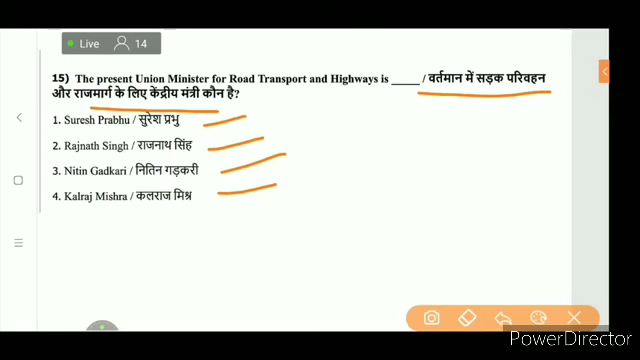 Live 14
15) The present Union Minister for Road Transport and Highways is _____ / वर्तमान में सड़क परिवहन
और राजमार्ग के लिए केंद्रीय मंत्री कौन है?
1. Suresh Prabhu / सुरेश प्रभु
2. Rajnath Singh / राजनाथ सिंह
3. Nitin Gadkari / नितिन गड़करी
4. Kalraj Mishra / कलराज मिश्र
PowerDirector